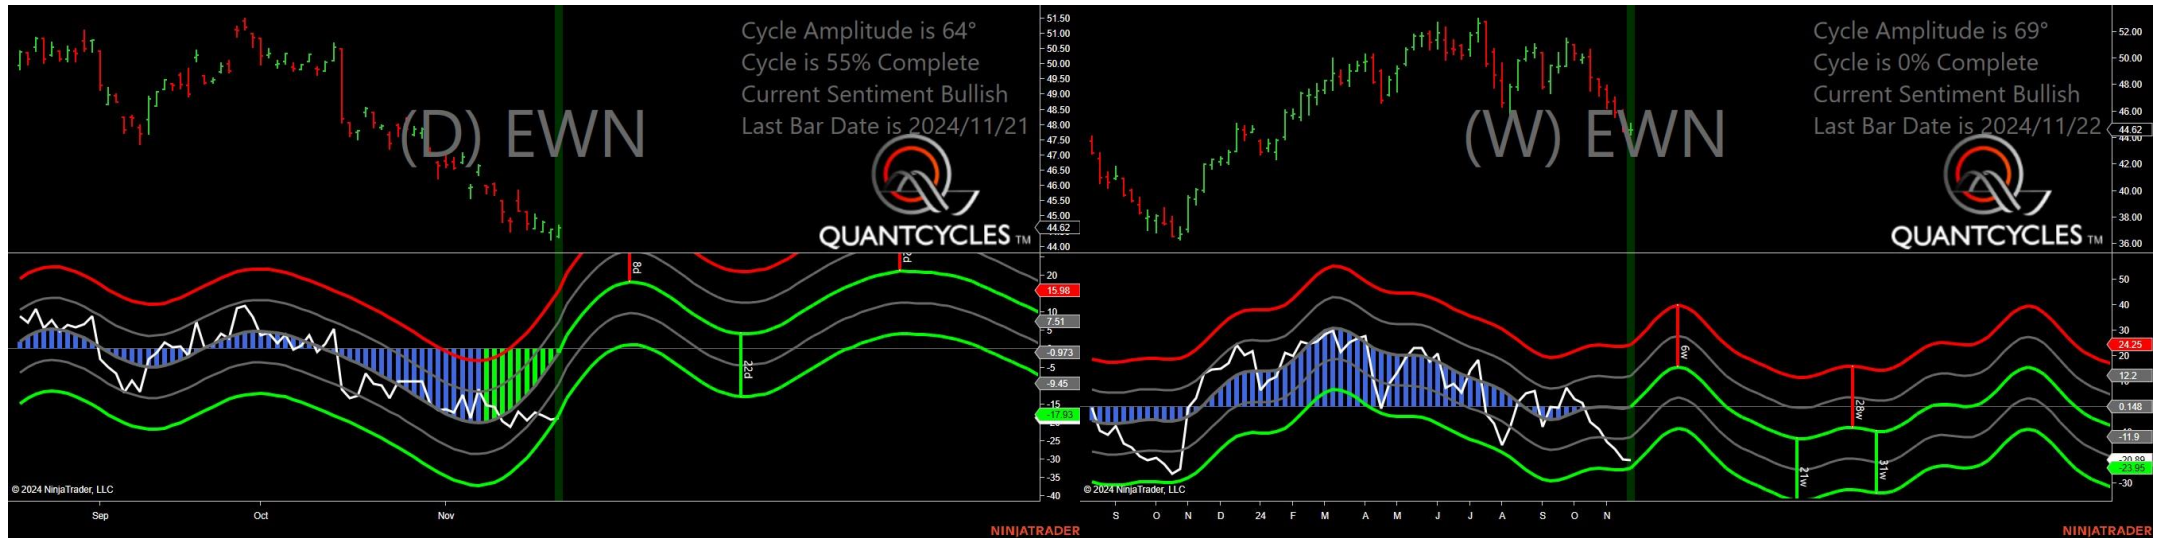 Cycle Amplitude is 64°
Cycle is 55% Complete
Current Sentiment Bullish
Last Bar Date is 2024/11/21
(D) EWN
QUANTCYCLES TM
51.50
51.00
50.50
50.00
49.50
49.00
48.50
48.00
47.50
47.00
46.50
46.00
45.50
45.00
44.62
44.00
8d
22d
20
15.98
10
7.51
5
-0.973
-5
-9.45
-15
-17.93
-25
-30
-35
-40
© 2024 NinjaTrader, LLC
Sep Oct Nov
NINJATRADER
Cycle Amplitude is 69°
Cycle is 0% Complete
Current Sentiment Bullish
Last Bar Date is 2024/11/22
(W) EWN
QUANTCYCLES TM
52.00
50.00
48.00
46.00
44.62
44.00
42.00
40.00
38.00
36.00
6w
28w
21w
31w
50
40
30
24.25
20
12.2
0.148
-11.9
-20.89
-23.95
-30
© 2024 NinjaTrader, LLC
S O N D 24 F M A M J J A S O N
NINJATRADER